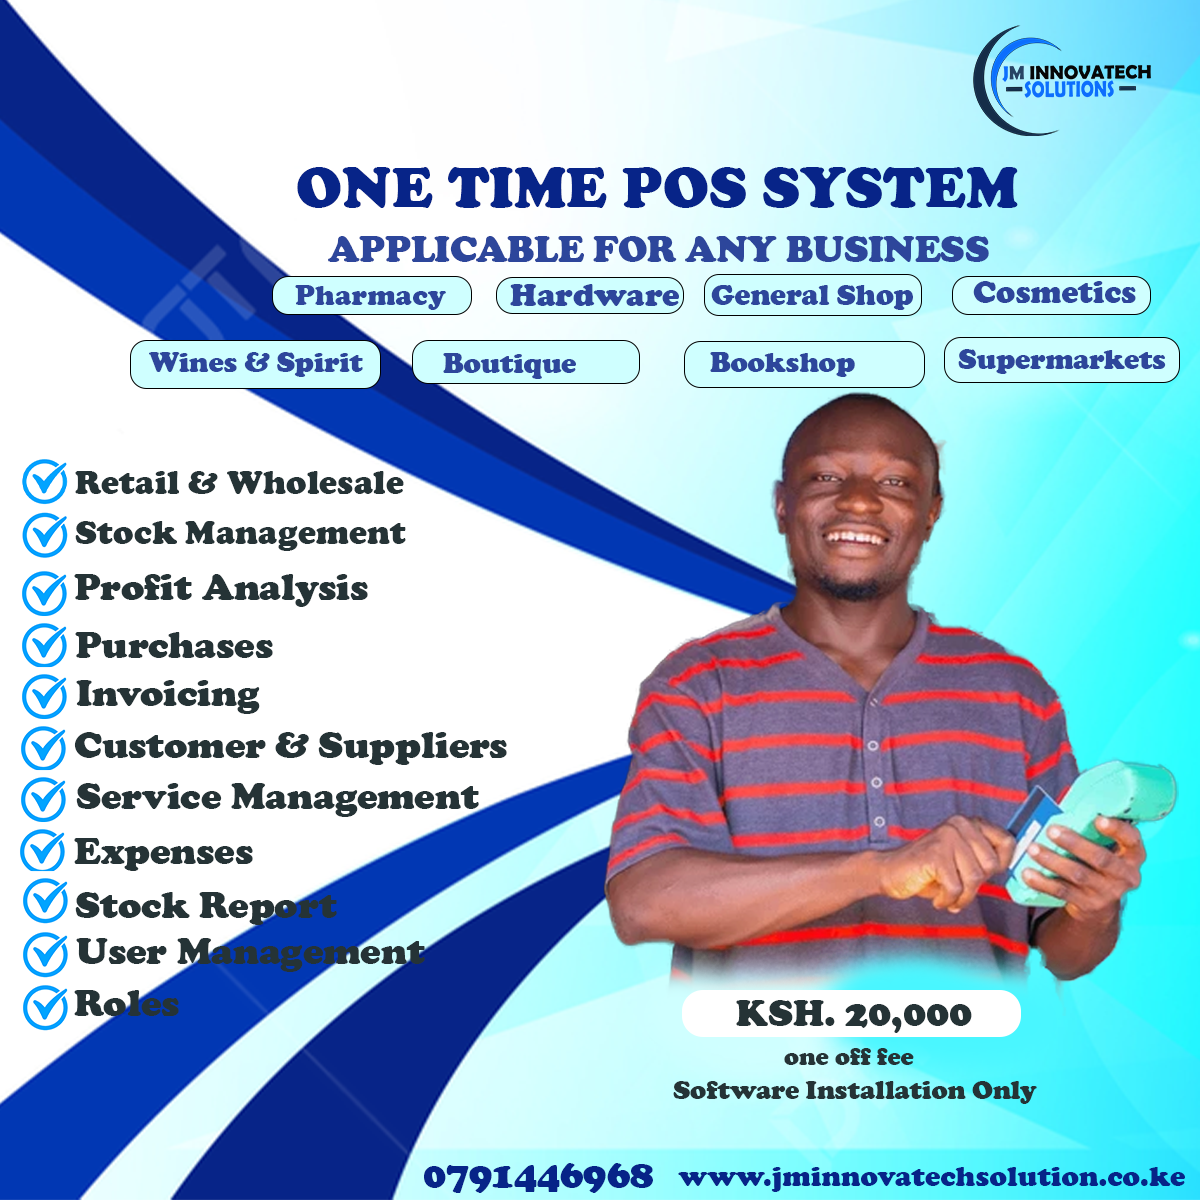 JM INNOVATECH
SOLUTIONS
ONE TIME POS SYSTEM
APPLICABLE FOR ANY BUSINESS
Pharmacy
Hardware
General Shop
Cosmetics
Wines & Spirit
Boutique
Bookshop
Supermarkets
Retail & Wholesale
Stock Management
Profit Analysis
Purchases
Invoicing
Customer & Suppliers
Service Management
Expenses
Stock Report
User Management
Roles
KSH. 20,000
one off fee
Software Installation Only
0791446968
www.jminnovatechsolution.co.ke